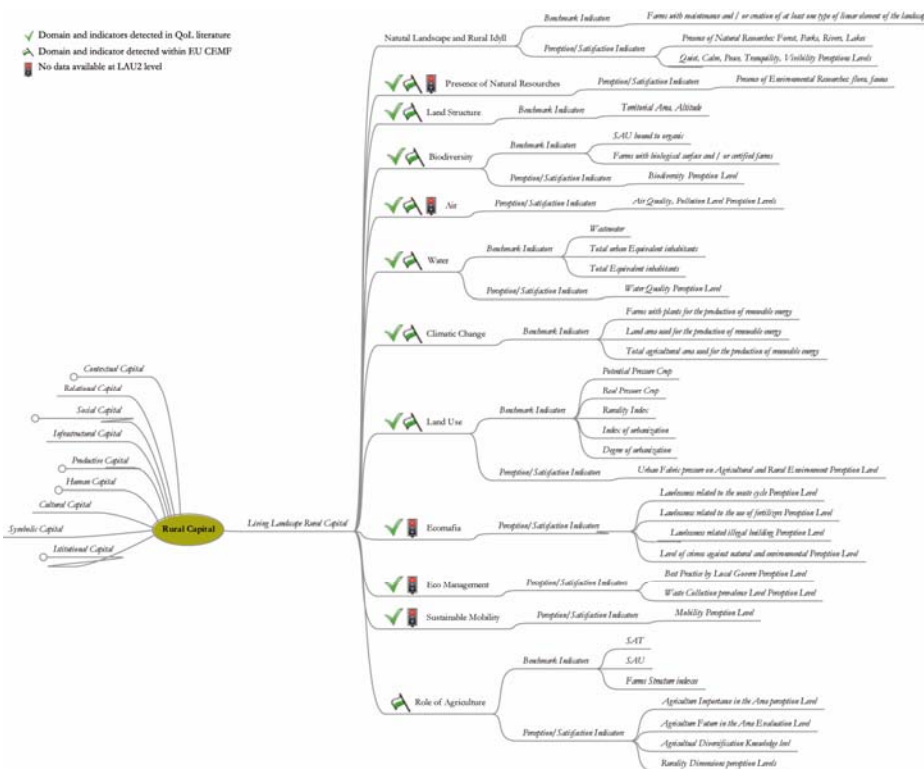 Domain and indicators detected in QoL literature
Domain and indicator detected within EU CEMF
No data available at LAU2 level
Rural Capital
Contextual Capital
Relational Capital
Social Capital
Infrastructural Capital
Productive Capital
Human Capital
Cultural Capital
Symbolic Capital
Istitutional Capital
Living Landscape Rural Capital
Natural Landscape and Rural Idyll
Benchmark Indicators
Farms with maintenance and / or creation of at least one type of linear element of the landscape
Perception/Satisfaction Indicators
Presence of Natural Researches: Forest, Parks, River, Lakes
Quiet, Calm, Peace, Tranquility, Vivibility Perceptions Levels
Presence of Natural Resourches
Perception/Satisfaction Indicators
Presence of Environmental Researches: flora, fauna
Land Structure
Benchmark Indicators
Territorial Area, Altitude
Biodiversity
Benchmark Indicators
SAU bound to organic
Farms with biological surface and / or certified farms
Perception/Satisfaction Indicators
Biodiversity Perception Level
Air
Perception/Satisfaction Indicators
Air Quality, Pollution Level Perception Levels
Water
Benchmark Indicators
Wastewater
Total urban Equivalent inhabitants
Total Equivalent inhabitants
Perception/Satisfaction Indicators
Water Quality Perception Level
Climatic Change
Benchmark Indicators
Farms with plants for the production of renewable energy
Land area used for the production of renewable energy
Total agricultural area used for the production of renewable energy
Land Use
Benchmark Indicators
Potential Pressure Crop
Real Pressure Crop
Rurality Index
Index of urbanization
Degree of urbanization
Perception/Satisfaction Indicators
Urban Fabric pressure on Agricultural and Rural Environment Perception Level
Ecomafia
Perception/Satisfaction Indicators
Lawlessness related to the waste cycle Perception Level
Lawlessness related to the use of fertilizers Perception Level
Lawlessness related illegal building Perception Level
Level of crimes against natural and environmental Perception Level
Eco Management
Perception/Satisfaction Indicators
Best Practice by Local Govern Perception Level
Waste Collection prevalence Level Perception Level
Sustainable Mobility
Perception/Satisfaction Indicators
Mobility Perception Level
Role of Agriculture
Benchmark Indicators
SAT
SAU
Farms Structure indexes
Perception/Satisfaction Indicators
Agriculture Importance in the Area perception Level
Agriculture Future in the Area Evaluation Level
Agricultual Diversification Knowledge level
Rurality Dimensions perception Levels